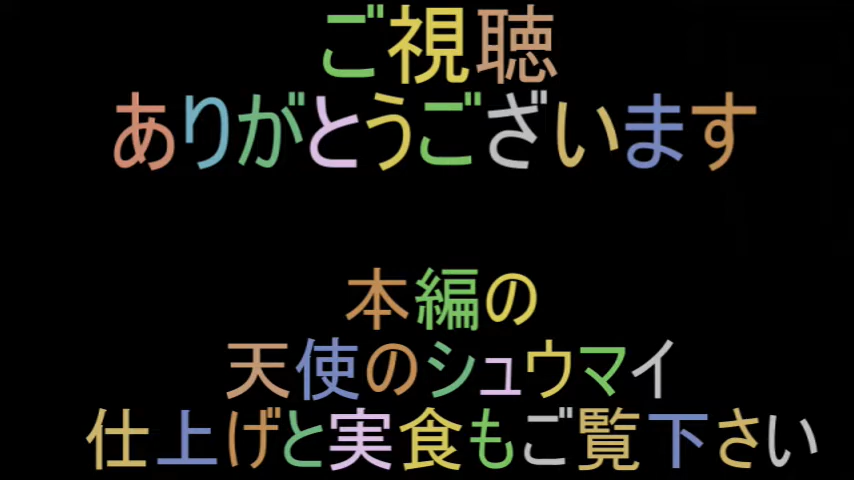 ご視聴
ありがとうございます
本編の
天使のシュウマイ
仕上げと実食もご覧下さい